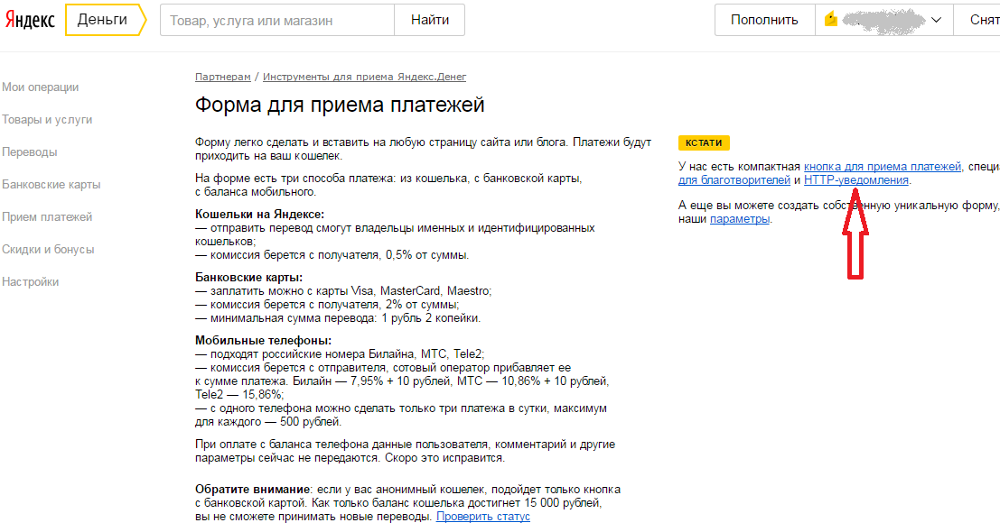 Яндекс Деньги Товар, услуга или магазин Найти Пополнить Снят
Мои операции
Товары и услуги
Переводы
Банковские карты
Прием платежей
Скидки и бонусы
Настройки
Партнерам / Инструменты для приема Яндекс.Денег
Форма для приема платежей
Форму легко сделать и вставить на любую страницу сайта или блога. Платежи будут
приходить на ваш кошелек.
На форме есть три способа платежа: из кошелька, с банковской карты,
с баланса мобильного.
Кошельки на Яндексе:
— отправить перевод смогут владельцы именных и идентифицированных
кошельков;
— комиссия берется с получателя, 0,5% от суммы.
Банковские карты:
— заплатить можно с карты Visa, MasterCard, Maestro;
— комиссия берется с получателя, 2% от суммы;
— минимальная сумма перевода: 1 рубль 2 копейки.
Мобильные телефоны:
— подходят российские номера Билайна, МТС, Tele2;
— комиссия берется с отправителя, сотовый оператор прибавляет ее
к сумме платежа. Билайн — 7,95% + 10 рублей, МТС — 10,86% + 10 рублей,
Tele2 — 15,86%;
— с одного телефона можно сделать только три платежа в сутки, максимум
для каждого — 500 рублей.
При оплате с баланса телефона данные пользователя, комментарий и другие
параметры сейчас не передаются. Скоро это исправится.
Обратите внимание: если у вас анонимный кошелек, подойдет только кнопка
с банковской картой. Как только баланс кошелька достигнет 15 000 рублей,
вы не сможете принимать новые переводы. Проверить статус
КСТАТИ
У нас есть компактная кнопка для приема платежей, специ
для благотворителей и HTTP-уведомления.
А еще вы можете создать собственную уникальную форму,
наши параметры.